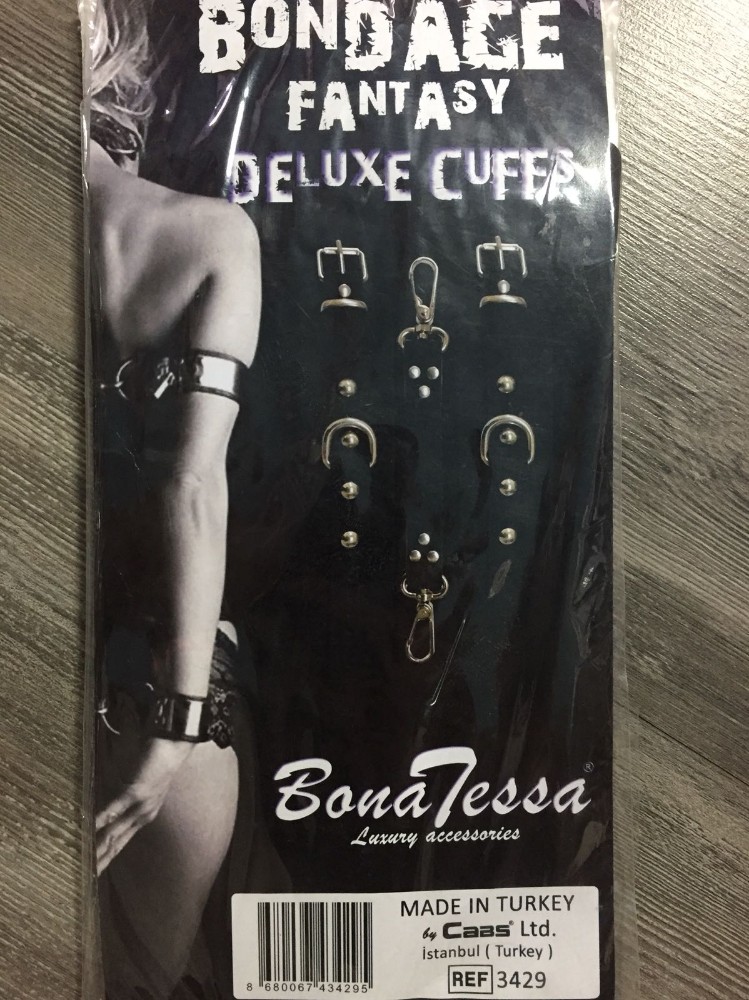 BONDAGE
FANTASY
DELUXE CUFFS
BonaTessa®
Luxury accessories
MADE IN TURKEY
by CaBS® Ltd.
İstanbul ( Turkey )
REF 3429
8 680067 434295